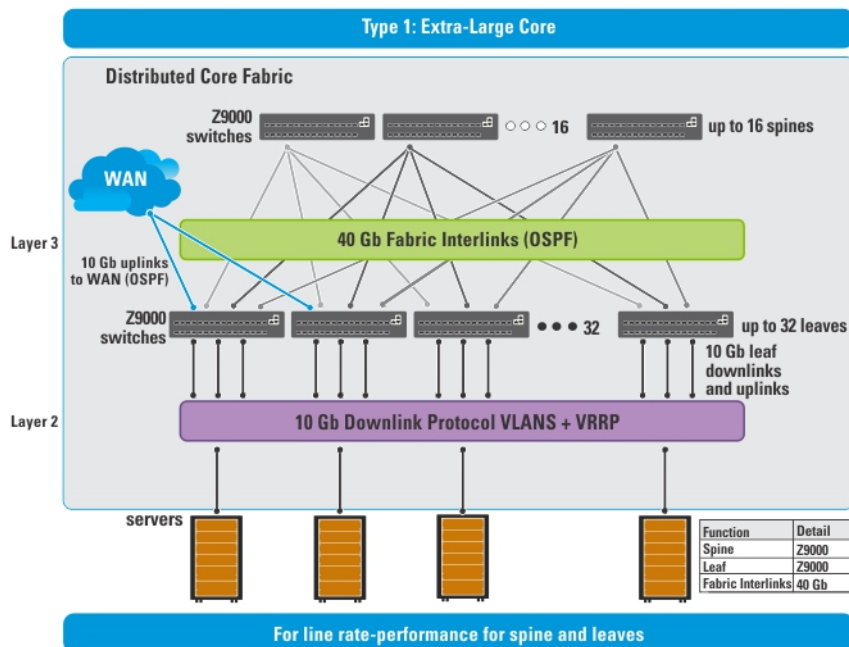 Type 1: Extra-Large Core
Distributed Core Fabric
Z9000
switches
16
up to 16 spines
WAN
Layer 3
40 Gb Fabric Interlinks (OSPF)
10 Gb uplinks
to WAN (OSPF)
Z9000
switches
32
up to 32 leaves
10 Gb leaf
downlinks
and uplinks
Layer 2
10 Gb Downlink Protocol VLANS + VRRP
servers
Function Detail
Spine Z9000
Leaf Z9000
Fabric Interlinks 40 Gb
For line rate-performance for spine and leaves